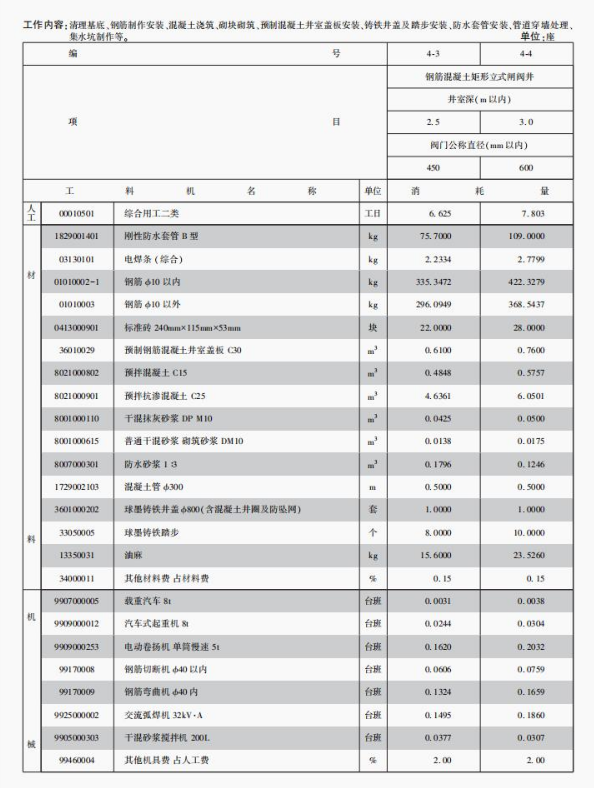 工作内容:清理基底、钢筋制作安装、混凝土浇筑、砌块砌筑、预制混凝土井室盖板安装、铸铁井盖及踏步安装、防水套管安装、管道穿墙处理、
集水坑制作等。 单位:座
编 号 4-3 4-4
钢筋混凝土矩形立式闸阀井
井室深(m以内)
项 目 2.5 3.0
阀门公称直径(mm以内)
450 600
工 料 机 名 称 单位 消 耗 量
人工 00010501 综合用工二类 工日 6.625 7.803
1829001401 刚性防水套管 B 型 kg 75.7000 109.0000
03130101 电焊条 (综合) kg 2.2334 2.7799
材 01010002-1 钢筋 φ10 以内 kg 335.3472 422.3279
01010003 钢筋 φ10 以外 kg 296.0949 368.5437
0413000901 标准砖 240mm×115mm×53mm 块 22.0000 28.0000
36010029 预制钢筋混凝土井室盖板 C30 m³ 0.6100 0.7600
8021000802 预拌混凝土 C15 m³ 0.4848 0.5757
8021000901 预拌抗渗混凝土 C25 m³ 4.6361 6.0501
8001000110 干混抹灰砂浆 DP M10 m³ 0.0425 0.0500
8001000615 普通干混砂浆 砌筑砂浆 DM10 m³ 0.0138 0.0175
8007000301 防水砂浆 1:3 m³ 0.1796 0.1246
1729002103 混凝土管 φ300 m 0.5000 0.5000
3601000202 球墨铸铁井盖 φ800(含混凝土井圈及防坠网) 套 1.0000 1.0000
料 33050005 球墨铸铁踏步 个 8.0000 10.0000
13350031 油麻 kg 15.6000 23.5260
34000011 其他材料费 占材料费 % 0.15 0.15
机 9907000005 载重汽车 8t 台班 0.0031 0.0038
9909000012 汽车式起重机 8t 台班 0.0244 0.0304
9909000253 电动卷扬机 单筒慢速 5t 台班 0.1620 0.2032
99170008 钢筋切断机 φ40 以内 台班 0.0606 0.0759
99170009 钢筋弯曲机 φ40 内 台班 0.1324 0.1659
9925000002 交流弧焊机 32kV·A 台班 0.1495 0.1860
械 9905000303 干混砂浆搅拌机 200L 台班 0.0377 0.0307
99460004 其他机具费 占人工费 % 2.00 2.00